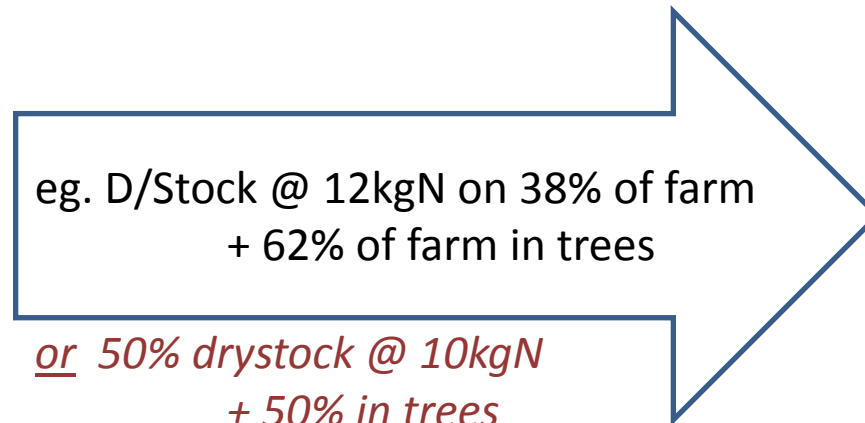 eg. D/Stock @ 12kgN on 38% of farm
+ 62% of farm in trees
or 50% drystock @ 10kgN
+ 50% in trees